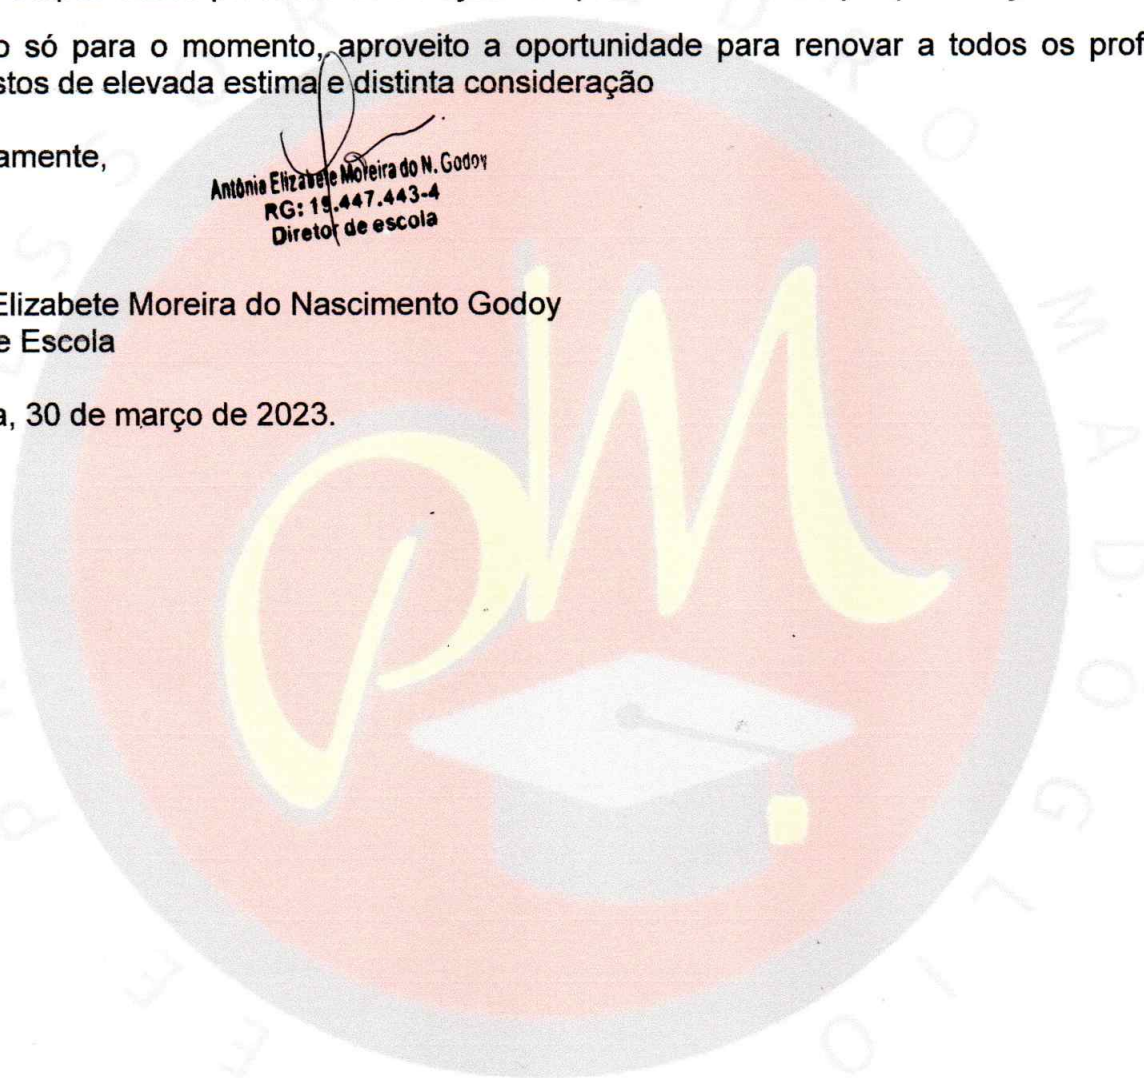 o só para o momento, aproveito a oportunidade para renovar a todos os prof
stos de elevada estima e distinta consideração
amente,
Antônia Elizabete Moreira do N. Godoy
RG: 19.447.443-4
Diretor de escola
Elizabete Moreira do Nascimento Godoy
e Escola
a, 30 de março de 2023.
PM
MADOGLIO